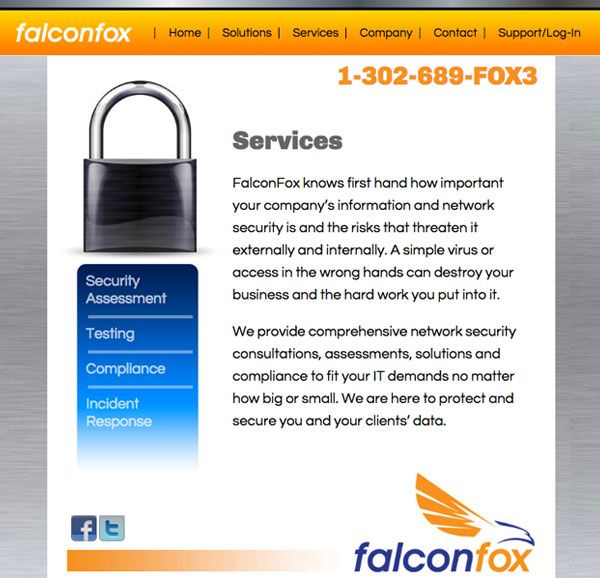 falconfox | Home | Solutions | Services | Company | Contact | Support/Log-In
1-302-689-FOX3
Services
FalconFox knows first hand how important
your company's information and network
security is and the risks that threaten it
externally and internally. A simple virus or
access in the wrong hands can destroy your
business and the hard work you put into it.
We provide comprehensive network security
consultations, assessments, solutions and
compliance to fit your IT demands no matter
how big or small. We are here to protect and
secure you and your clients' data.
Security
Assessment
Testing
Compliance
Incident
Response
f t
falconfox